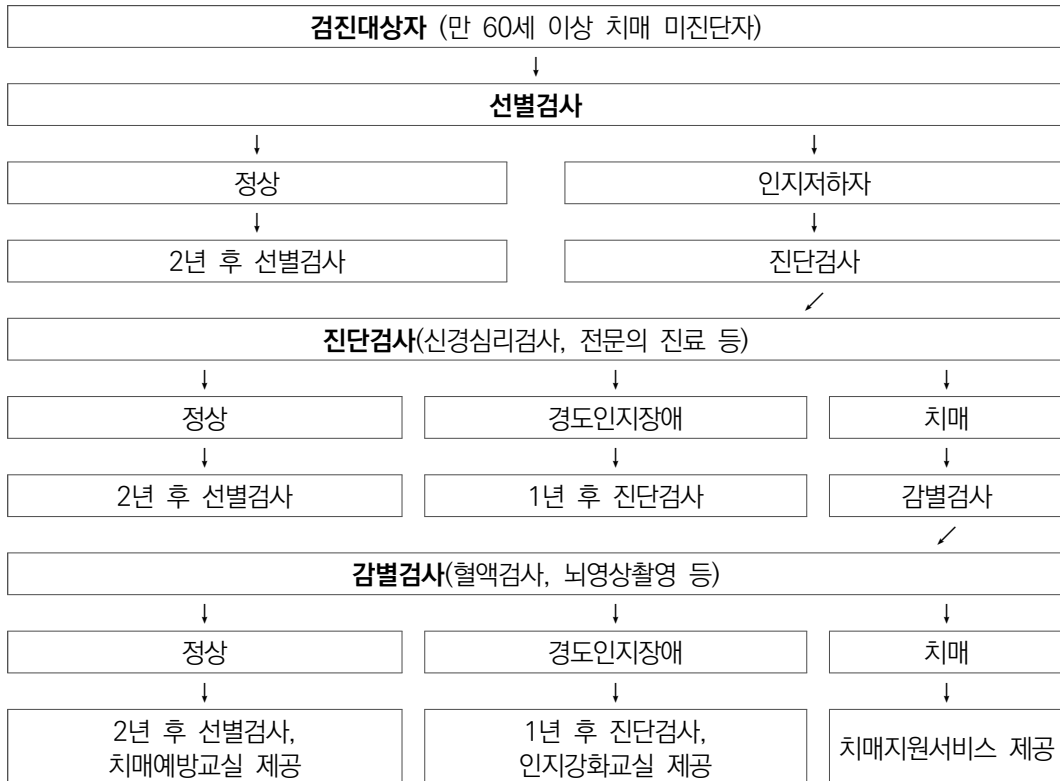 검진대상자 (만 60세 이상 치매 미진단자)
↓
선별검사
↓ ↓
정상 인지저하자
↓ ↓
2년 후 선별검사 진단검사
↙
진단검사(신경심리검사, 전문의 진료 등)
↓ ↓ ↓
정상 경도인지장애 치매
↓ ↓ ↓
2년 후 선별검사 1년 후 진단검사 감별검사
↙
감별검사(혈액검사, 뇌영상촬영 등)
↓ ↓ ↓
정상 경도인지장애 치매
↓ ↓ ↓
2년 후 선별검사,
치매예방교실 제공
1년 후 진단검사,
인지강화교실 제공
치매지원서비스 제공